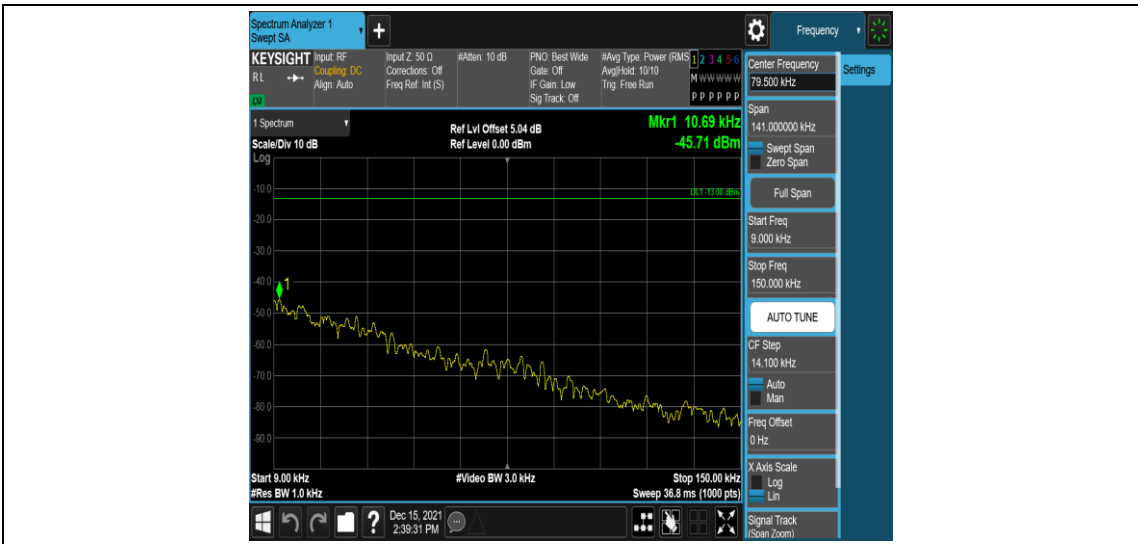 Spectrum Analyzer 1
Swept SA
Frequency
KEYSIGHT
RL
LXI
Input: RF
Coupling: DC
Align: Auto
Input Z: 50 Ω
Corrections: Off
Freq Ref: Int (S)
#Atten: 10 dB
PNO: Best Wide
Gate: Off
IF Gain: Low
Sig Track: Off
#Avg Type: Power (RMS
Avg|Hold: 10/10
Trig: Free Run
1 2 3 4 5 6
M W W W W W
P P P P P P
Center Frequency
79.500 kHz
Settings
Span
141.000000 kHz
Swept Span
Zero Span
Full Span
Start Freq
9.000 kHz
Stop Freq
150.000 kHz
AUTO TUNE
CF Step
14.100 kHz
Auto
Man
Freq Offset
0 Hz
X Axis Scale
Log
Lin
Signal Track
(Span Zoom)
1 Spectrum
Scale/Div 10 dB
Log
Ref Lvl Offset 5.04 dB
Ref Level 0.00 dBm
Mkr1 10.69 kHz
-45.71 dBm
DL1 -13.00 dBm
-10.0
-20.0
-30.0
-40.0
1
-50.0
-60.0
-70.0
-80.0
-90.0
Start 9.00 kHz
#Video BW 3.0 kHz
Stop 150.00 kHz
#Res BW 1.0 kHz
Sweep 36.8 ms (1000 pts)
?
Dec 15, 2021
2:39:31 PM